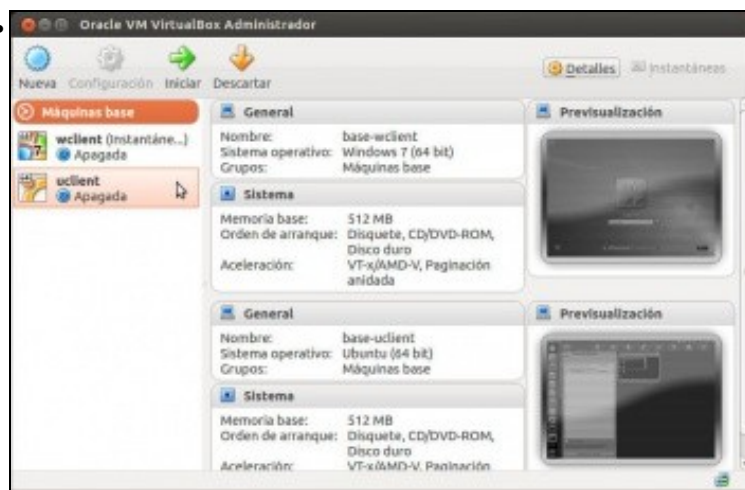 Oracle VM VirtualBox Administrador
Nueva Configuración Iniciar Descartar
Detalles Instantáneas
Máquinas base
wclient (Instantáne...)
Apagada
uclient
Apagada
General
Nombre: base-wclient
Sistema operativo: Windows 7 (64 bit)
Grupos: Máquinas base
Sistema
Memoria base: 512 MB
Orden de arranque: Disquete, CD/DVD-ROM,
Disco duro
Aceleración: VT-x/AMD-V, Paginación
anidada
Previsualización
General
Nombre: base-uclient
Sistema operativo: Ubuntu (64 bit)
Grupos: Máquinas base
Sistema
Memoria base: 512 MB
Orden de arranque: Disquete, CD/DVD-ROM,
Disco duro
Aceleración: VT-x/AMD-V, Paginación
Previsualización